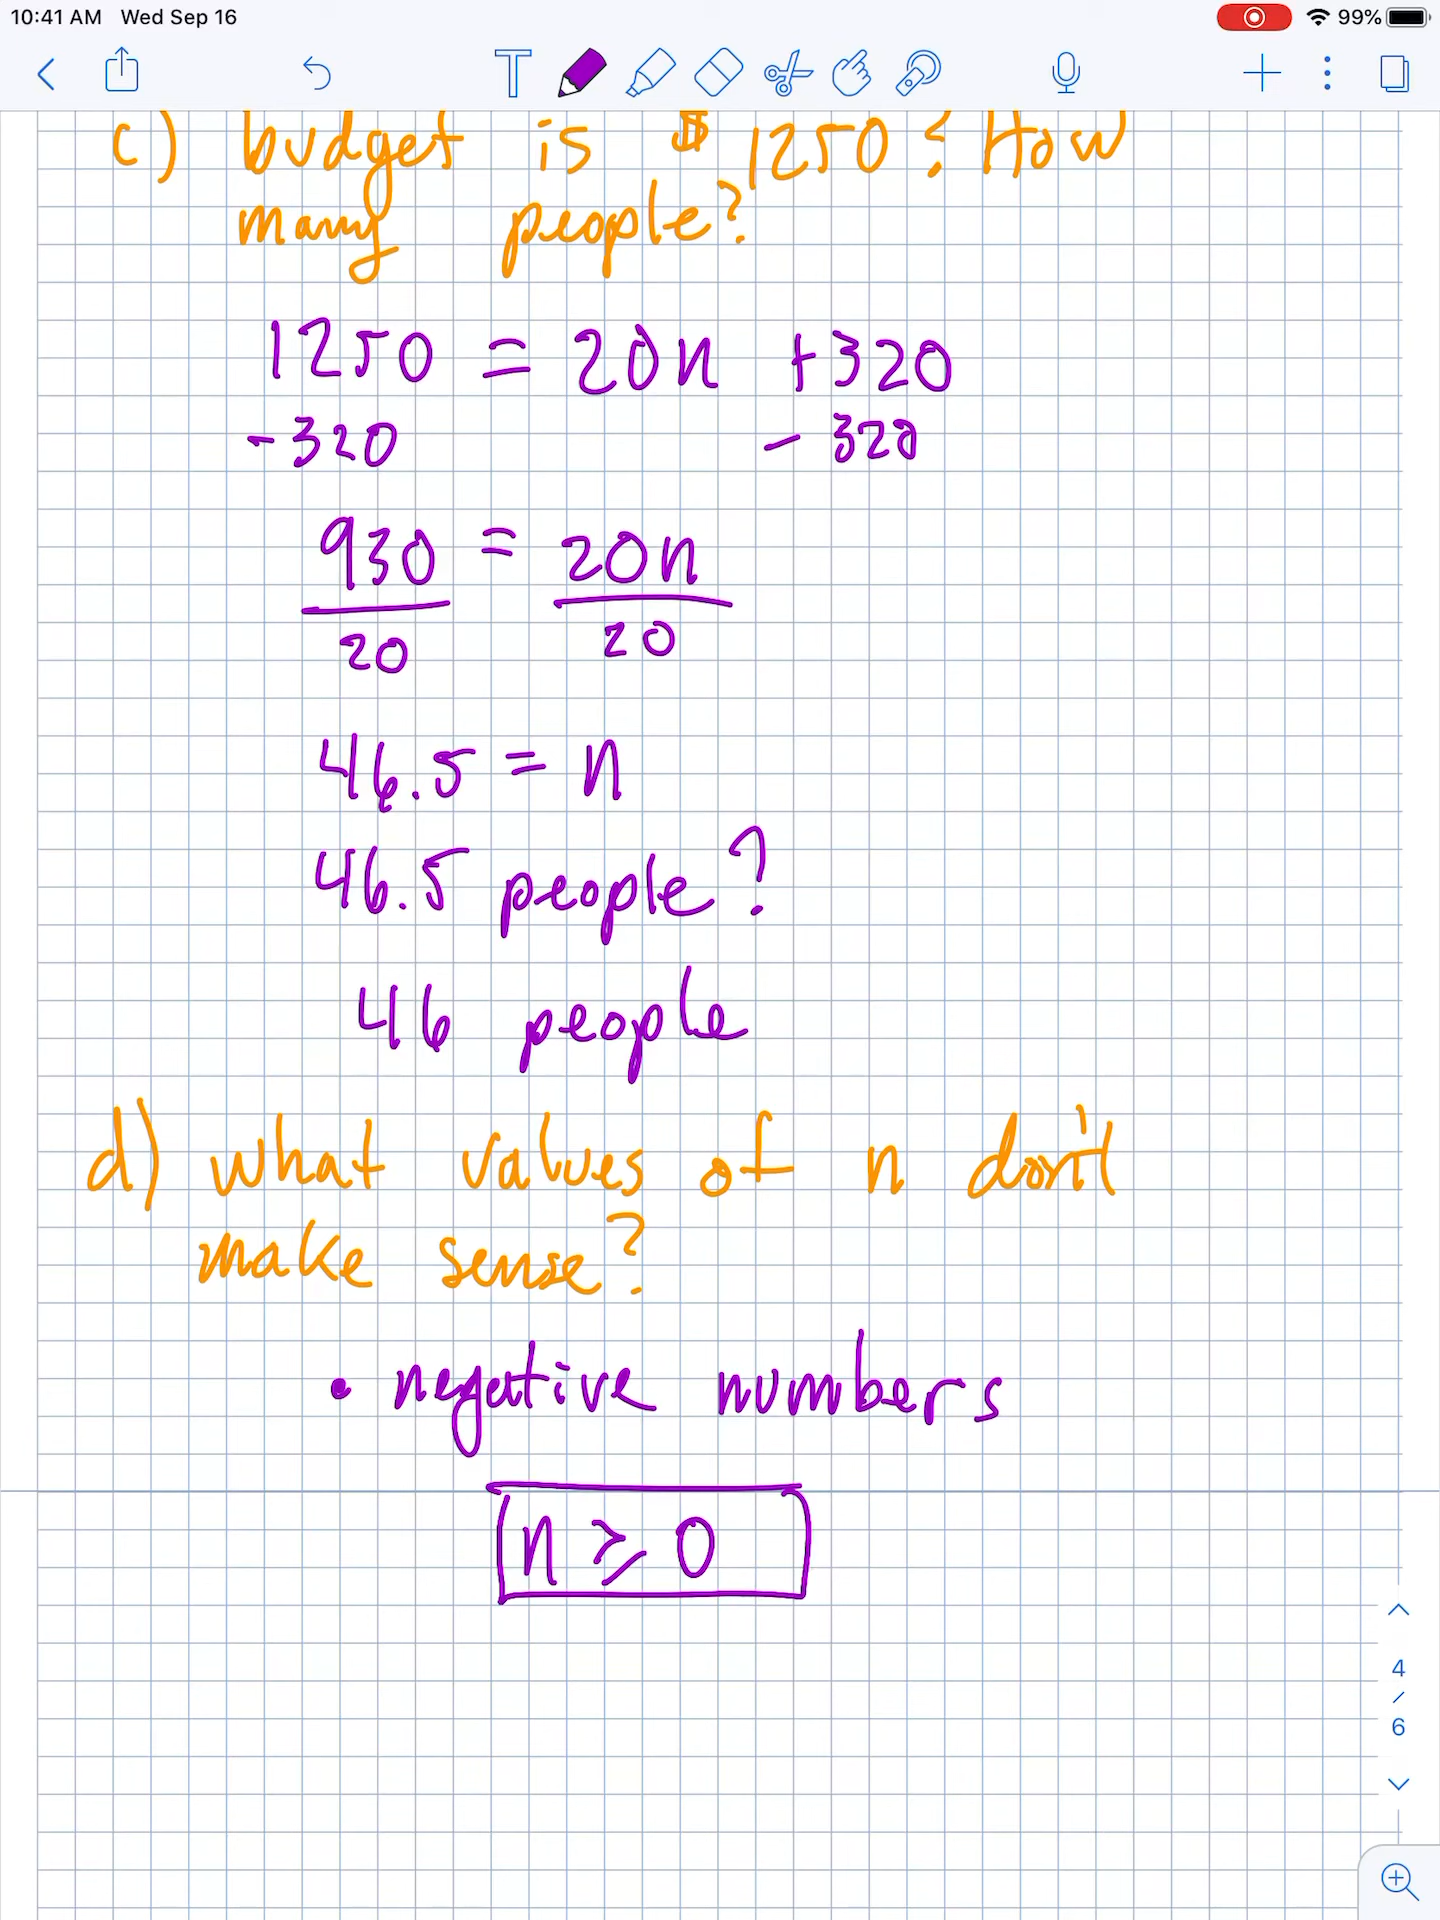 10:41 AM Wed Sep 16 99%
T
c) budget is $1250? How
many people?
1250 = 20n +320
-320 - 320
930 = 20n
20 20
46.5 = n
46.5 people?
46 people
d) what values of n don't
make sense?
• negative numbers
n ≥ 0
4
/
6